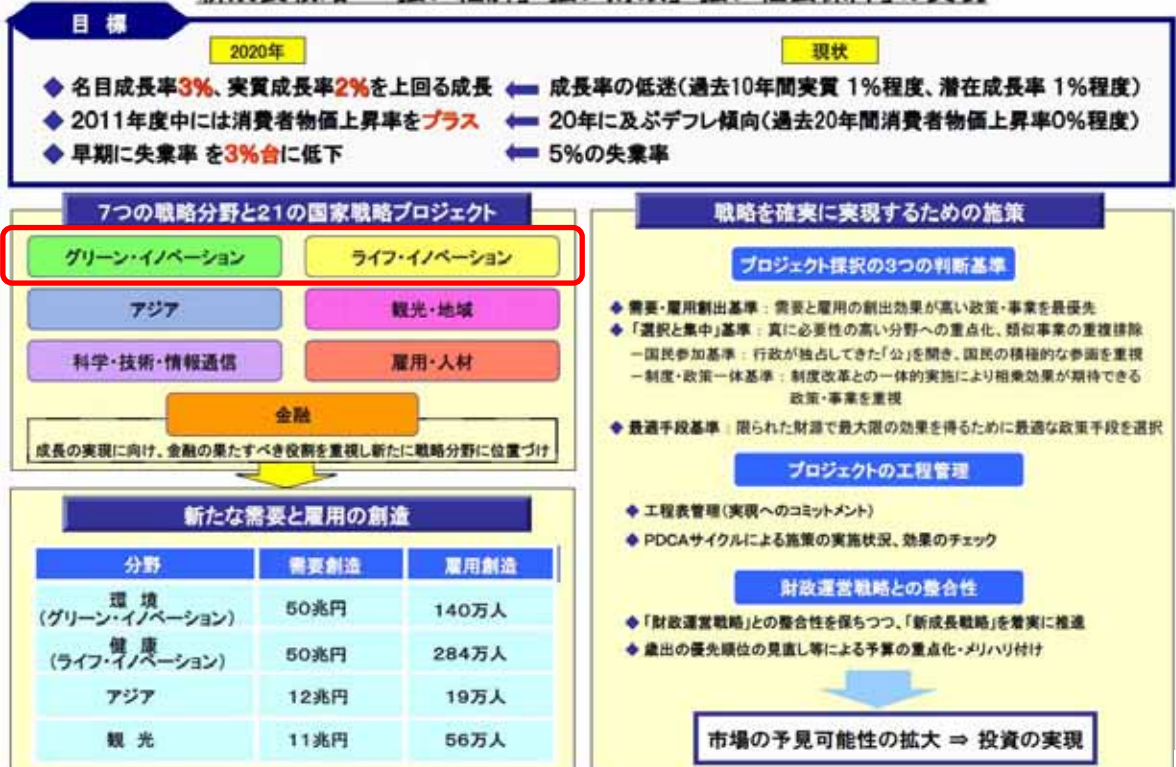 目 標
2020年
現状
◆ 名目成長率3%、実質成長率2%を上回る成長 ⬅ 成長率の低迷(過去10年間実質 1%程度、潜在成長率 1%程度)
◆ 2011年度中には消費者物価上昇率をプラス ⬅ 20年に及ぶデフレ傾向(過去20年間消費者物価上昇率0%程度)
◆ 早期に失業率 を3%台に低下 ⬅ 5%の失業率
7つの戦略分野と21の国家戦略プロジェクト
グリーン・イノベーション
ライフ・イノベーション
アジア
観光・地域
科学・技術・情報通信
雇用・人材
金融
成長の実現に向け、金融の果たすべき役割を重視し新たに戦略分野に位置づけ
新たな需要と雇用の創造
分野 需要創造 雇用創造
環 境
(グリーン・イノベーション) 50兆円 140万人
健 康
(ライフ・イノベーション) 50兆円 284万人
アジア 12兆円 19万人
観 光 11兆円 56万人
戦略を確実に実現するための施策
プロジェクト採択の3つの判断基準
◆ 需要・雇用創出基準:需要と雇用の創出効果が高い政策・事業を最優先
◆ 「選択と集中」基準:真に必要性の高い分野への重点化、類似事業の重複排除
－国民参加基準:行政が独占してきた「公」を開き、国民の積極的な参画を重視
－制度・政策一体基準:制度改革との一体的実施により相乗効果が期待できる
政策・事業を重視
◆ 最適手段基準:限られた財源で最大限の効果を得るために最適な政策手段を選択
プロジェクトの工程管理
◆ 工程表管理(実現へのコミットメント)
◆ PDCAサイクルによる施策の実施状況、効果のチェック
財政運営戦略との整合性
◆ 「財政運営戦略」との整合性を保ちつつ、「新成長戦略」を着実に推進
◆ 歳出の優先順位の見直し等による予算の重点化・メリハリ付け
市場の予見可能性の拡大 ⇒ 投資の実現